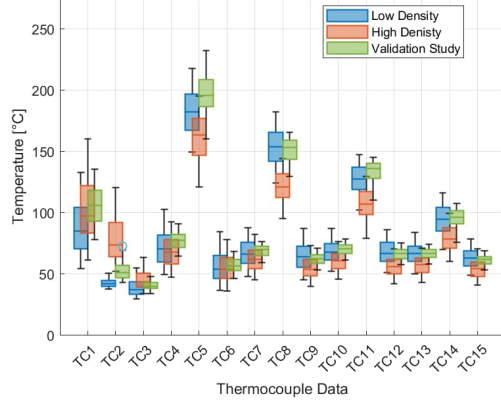 Low Density
High Denisty
Validation Study
Temperature [°C]
250
200
150
100
50
0
TC1
TC2
TC3
TC4
TC5
TC6
TC7
TC8
TC9
TC10
TC11
TC12
TC13
TC14
TC15
Thermocouple Data